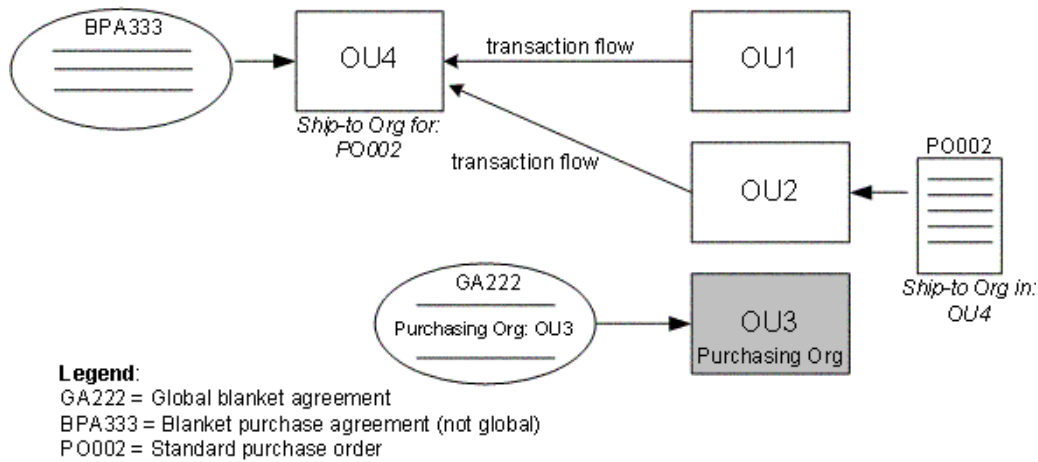 BPA333
OU4
transaction flow
OU1
Ship-to Org for:
PO002
transaction flow
OU2
PO002
Ship-to Org in:
OU4
GA222
Purchasing Org: OU3
OU3
Purchasing Org
Legend:
GA222 = Global blanket agreement
BPA333 = Blanket purchase agreement (not global)
PO002 = Standard purchase order